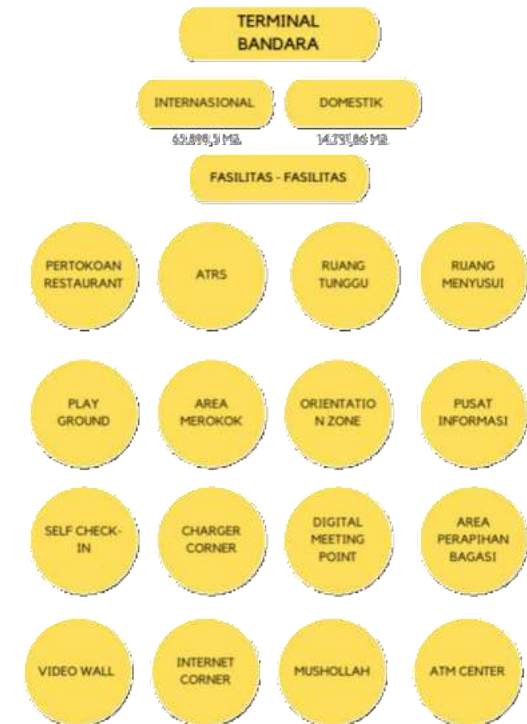 TERMINAL
BANDARA
INTERNASIONAL
DOMESTIK
FASILITAS - FASILITAS
PERTOKOAN
RESTAURANT
ATRS
RUANG
TUNGGU
RUANG
MENYUSUI
PLAY
GROUND
AREA
MEROKOK
ORIENTATIO
N ZONE
PUSAT
INFORMASI
SELF CHECK-
IN
CHARGER
CORNER
DIGITAL
MEETING
POINT
AREA
PERAPIHAN
BAGASI
VIDEO WALL
INTERNET
CORNER
MUSHOLLAH
ATM CENTER